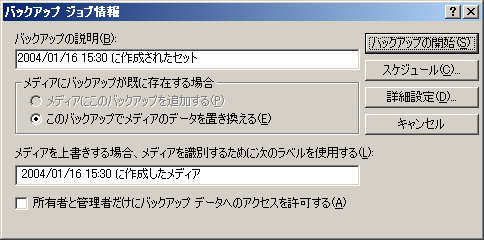 バックアップ ジョブ情報
バックアップの説明(B):
2004/01/16 15:30 に作成されたセット
メディアにバックアップが既に存在する場合
メディアにこのバックアップを追加する(P)
このバックアップでメディアのデータを置き換える(E)
メディアを上書きする場合、メディアを識別するために次のラベルを使用する(L):
2004/01/16 15:30 に作成したメディア
所有者と管理者だけにバックアップ データへのアクセスを許可する(A)
バックアップの開始(S)
スケジュール(C)...
詳細設定(D)...
キャンセル